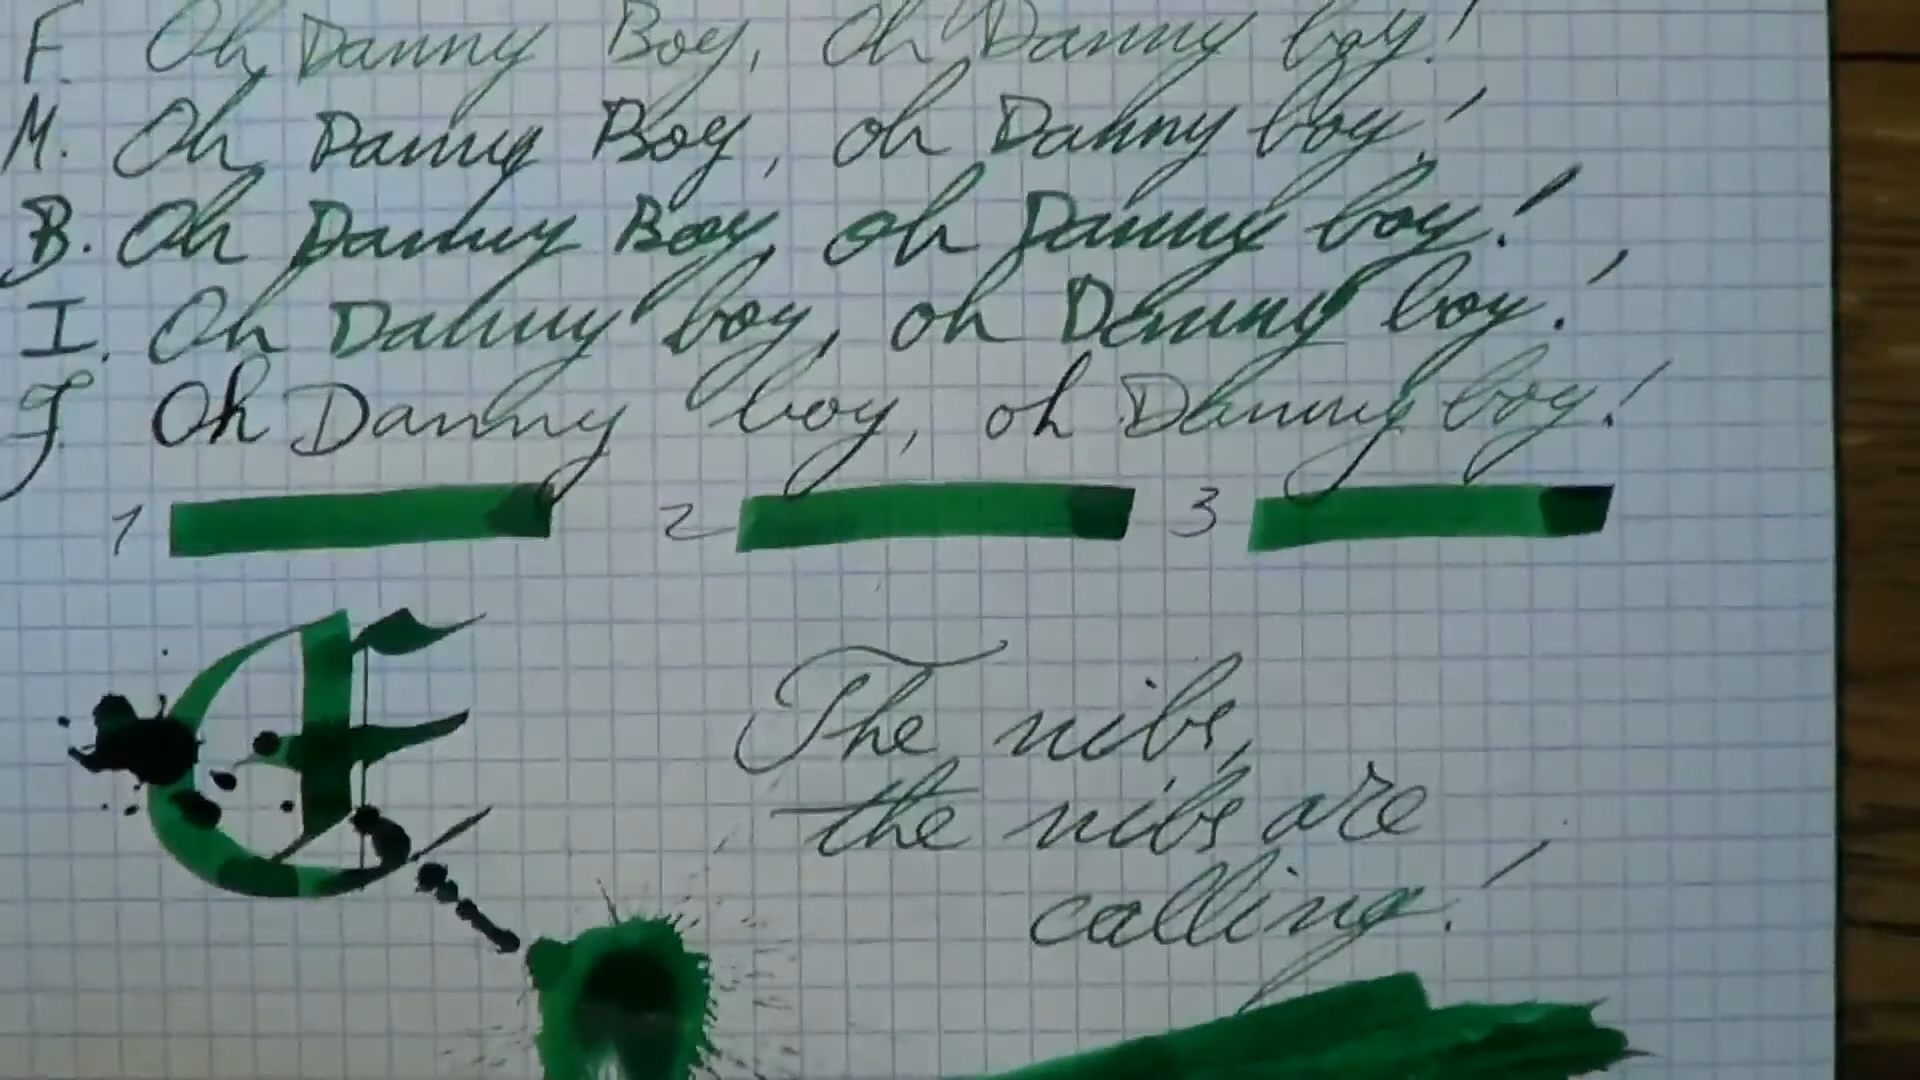 F. Oh Danny Boy, Oh Danny boy!
M. Oh Danny Boy, oh Danny boy!
B. Oh Danny Boy, oh Danny boy!
I. Oh Danny boy, oh Danny boy!
J. Oh Danny boy, oh Danny boy!
1 2 3
E
The nibs,
the nibs are
calling!